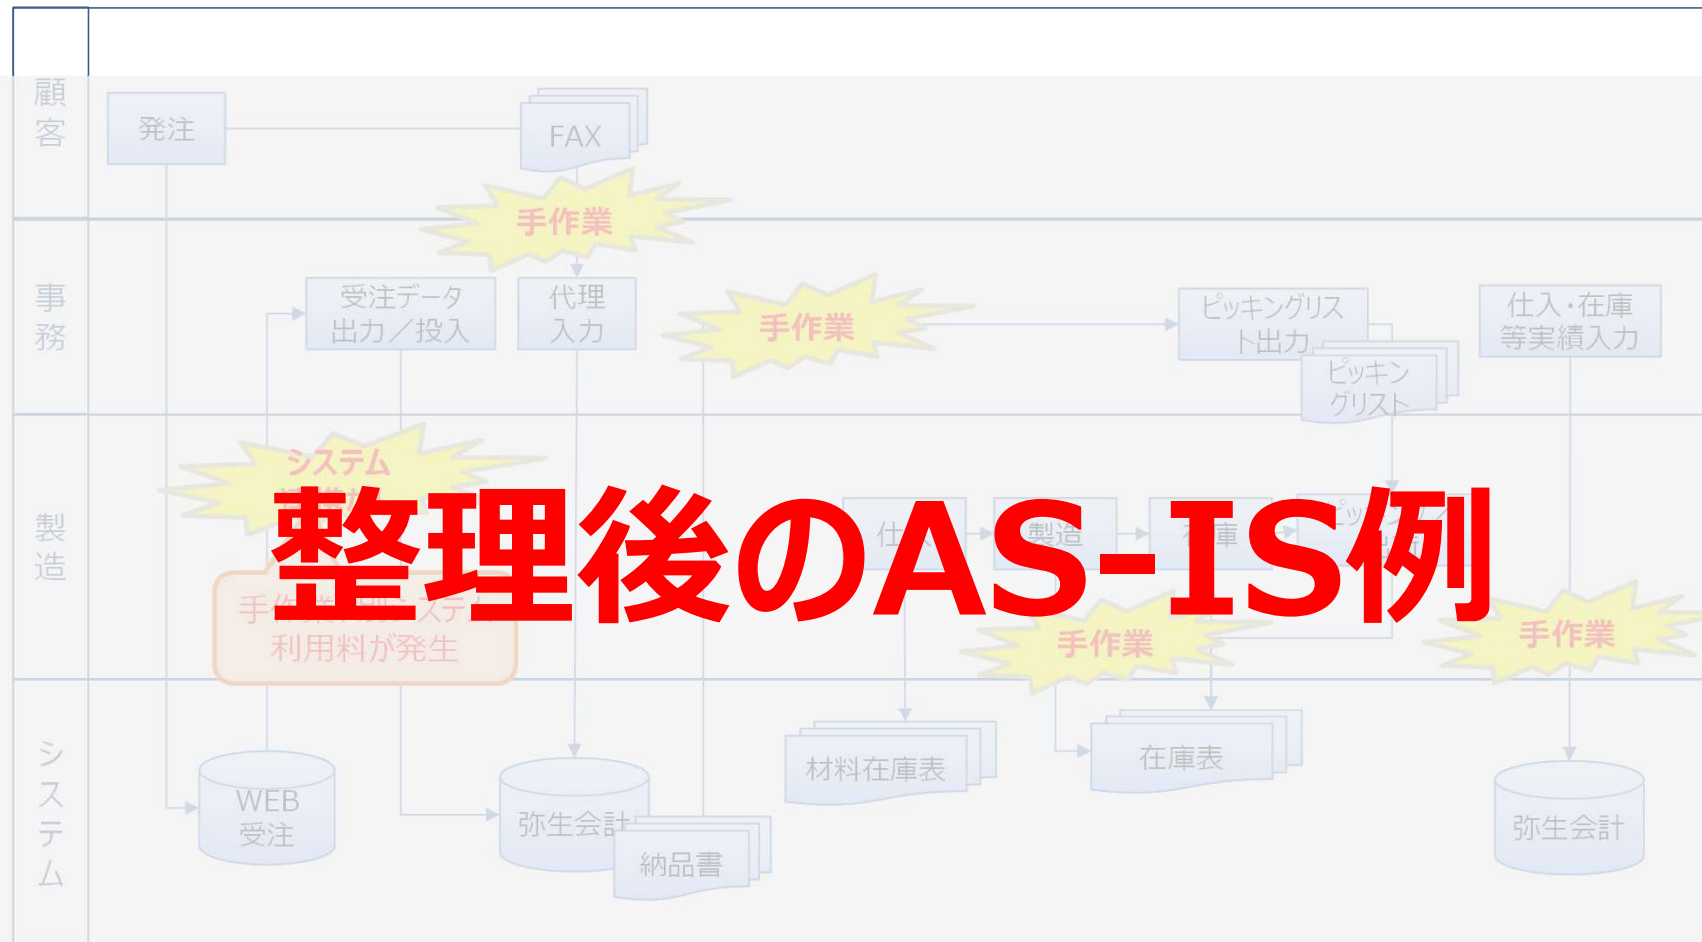 顧客
発注
FAX
手作業
事務
受注データ
出力／投入
代理
入力
手作業
ピッキングリス
ト出力
ピッキン
グリスト
仕入・在庫
等実績入力
製造
システム
整理後のAS-IS例
製造
手作業
利用料が発生
手作業
手作業
システム
WEB
受注
弥生会計
納品書
材料在庫表
在庫表
弥生会計